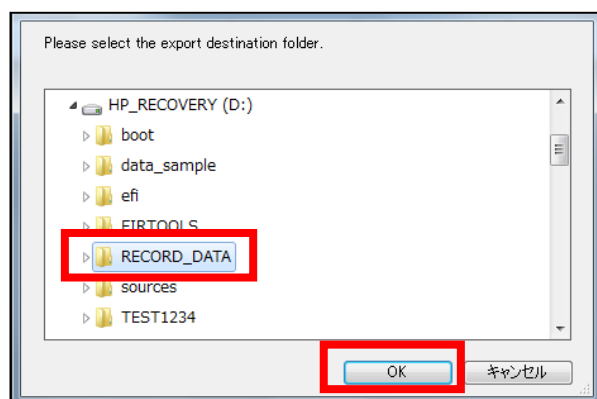 Please select the export destination folder.
HP_RECOVERY (D:)
boot
data_sample
efi
FIRTOOLS
RECORD_DATA
sources
TEST1234
OK
キャンセル